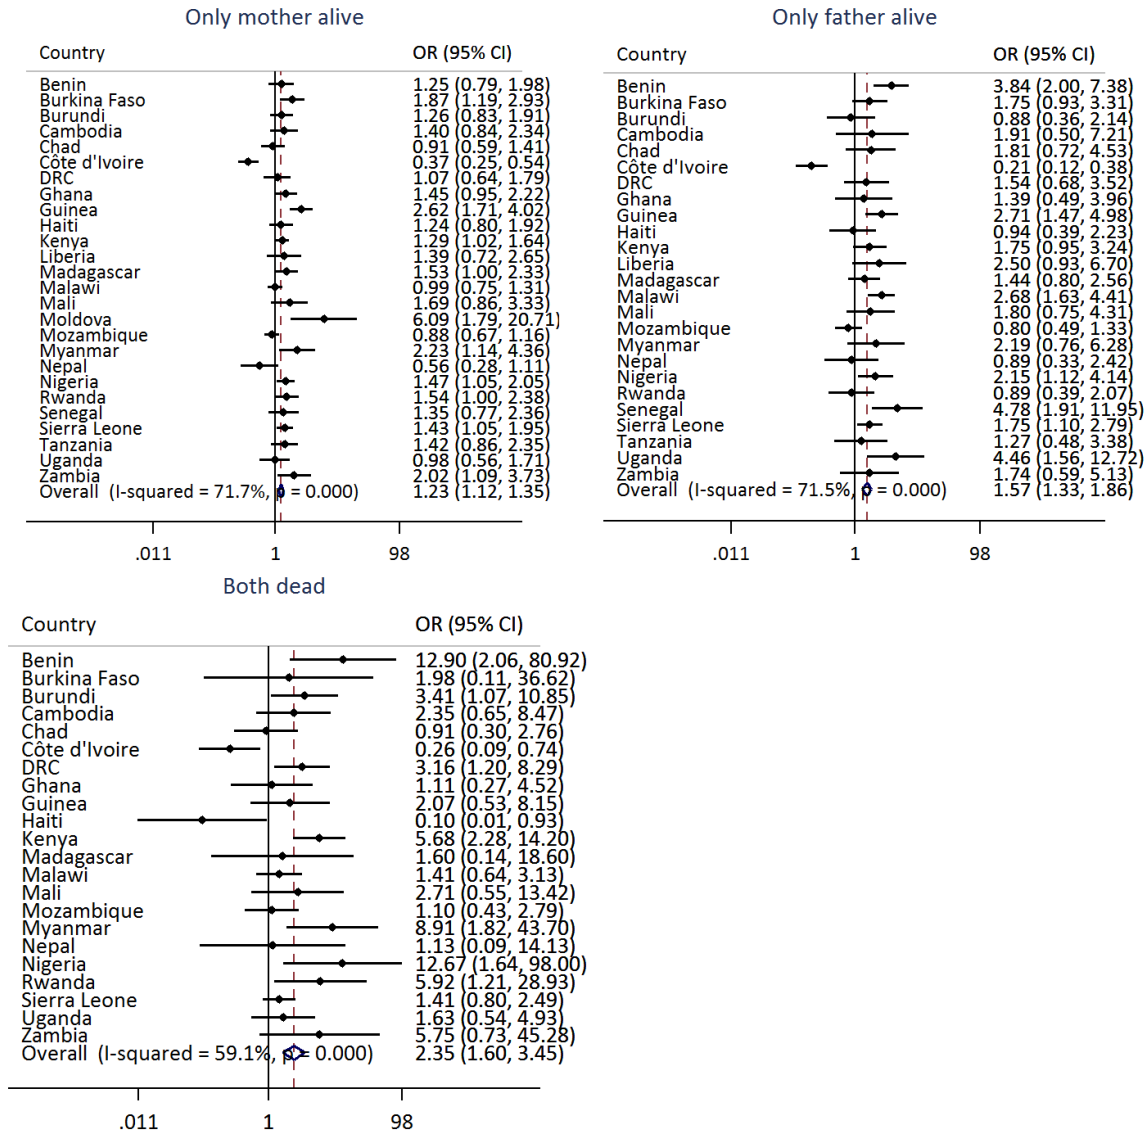 Only mother alive
Country OR (95% CI)
Benin 1.25 (0.79, 1.98)
Burkina Faso 1.87 (1.19, 2.93)
Burundi 1.26 (0.83, 1.91)
Cambodia 1.40 (0.84, 2.34)
Chad 0.91 (0.59, 1.41)
Côte d'Ivoire 0.37 (0.25, 0.54)
DRC 1.07 (0.64, 1.79)
Ghana 1.45 (0.95, 2.22)
Guinea 2.62 (1.71, 4.02)
Haiti 1.24 (0.80, 1.92)
Kenya 1.29 (1.02, 1.64)
Liberia 1.39 (0.72, 2.65)
Madagascar 1.53 (1.00, 2.33)
Malawi 0.99 (0.75, 1.31)
Mali 1.69 (0.86, 3.33)
Moldova 6.09 (1.79, 20.71)
Mozambique 0.88 (0.67, 1.16)
Myanmar 2.23 (1.14, 4.36)
Nepal 0.56 (0.28, 1.11)
Nigeria 1.47 (1.05, 2.05)
Rwanda 1.54 (1.00, 2.38)
Senegal 1.35 (0.77, 2.36)
Sierra Leone 1.43 (1.05, 1.95)
Tanzania 1.42 (0.86, 2.35)
Uganda 0.98 (0.56, 1.71)
Zambia 2.02 (1.09, 3.73)
Overall (I-squared = 71.7%, p = 0.000) 1.23 (1.12, 1.35)
.011 1 98
Only father alive
Country OR (95% CI)
Benin 3.84 (2.00, 7.38)
Burkina Faso 1.75 (0.93, 3.31)
Burundi 0.88 (0.36, 2.14)
Cambodia 1.91 (0.50, 7.21)
Chad 1.81 (0.72, 4.53)
Côte d'Ivoire 0.21 (0.12, 0.38)
DRC 1.54 (0.68, 3.52)
Ghana 1.39 (0.49, 3.96)
Guinea 2.71 (1.47, 4.98)
Haiti 0.94 (0.39, 2.23)
Kenya 1.75 (0.95, 3.24)
Liberia 2.50 (0.93, 6.70)
Madagascar 1.44 (0.80, 2.56)
Malawi 2.68 (1.63, 4.41)
Mali 1.80 (0.75, 4.31)
Mozambique 0.80 (0.49, 1.33)
Myanmar 2.19 (0.76, 6.28)
Nepal 0.89 (0.33, 2.42)
Nigeria 2.15 (1.12, 4.14)
Rwanda 0.89 (0.39, 2.07)
Senegal 4.78 (1.91, 11.95)
Sierra Leone 1.75 (1.10, 2.79)
Tanzania 1.27 (0.48, 3.38)
Uganda 4.46 (1.56, 12.72)
Zambia 1.74 (0.59, 5.13)
Overall (I-squared = 71.5%, p = 0.000) 1.57 (1.33, 1.86)
.011 1 98
Both dead
Country OR (95% CI)
Benin 12.90 (2.06, 80.92)
Burkina Faso 1.98 (0.11, 36.62)
Burundi 3.41 (1.07, 10.85)
Cambodia 2.35 (0.65, 8.47)
Chad 0.91 (0.30, 2.76)
Côte d'Ivoire 0.26 (0.09, 0.74)
DRC 3.16 (1.20, 8.29)
Ghana 1.11 (0.27, 4.52)
Guinea 2.07 (0.53, 8.15)
Haiti 0.10 (0.01, 0.93)
Kenya 5.68 (2.28, 14.20)
Madagascar 1.60 (0.14, 18.60)
Malawi 1.41 (0.64, 3.13)
Mali 2.71 (0.55, 13.42)
Mozambique 1.10 (0.43, 2.79)
Myanmar 8.91 (1.82, 43.70)
Nepal 1.13 (0.09, 14.13)
Nigeria 12.67 (1.64, 98.00)
Rwanda 5.92 (1.21, 28.93)
Sierra Leone 1.41 (0.80, 2.49)
Uganda 1.63 (0.54, 4.93)
Zambia 5.75 (0.73, 45.28)
Overall (I-squared = 59.1%, p = 0.000) 2.35 (1.60, 3.45)
.011 1 98